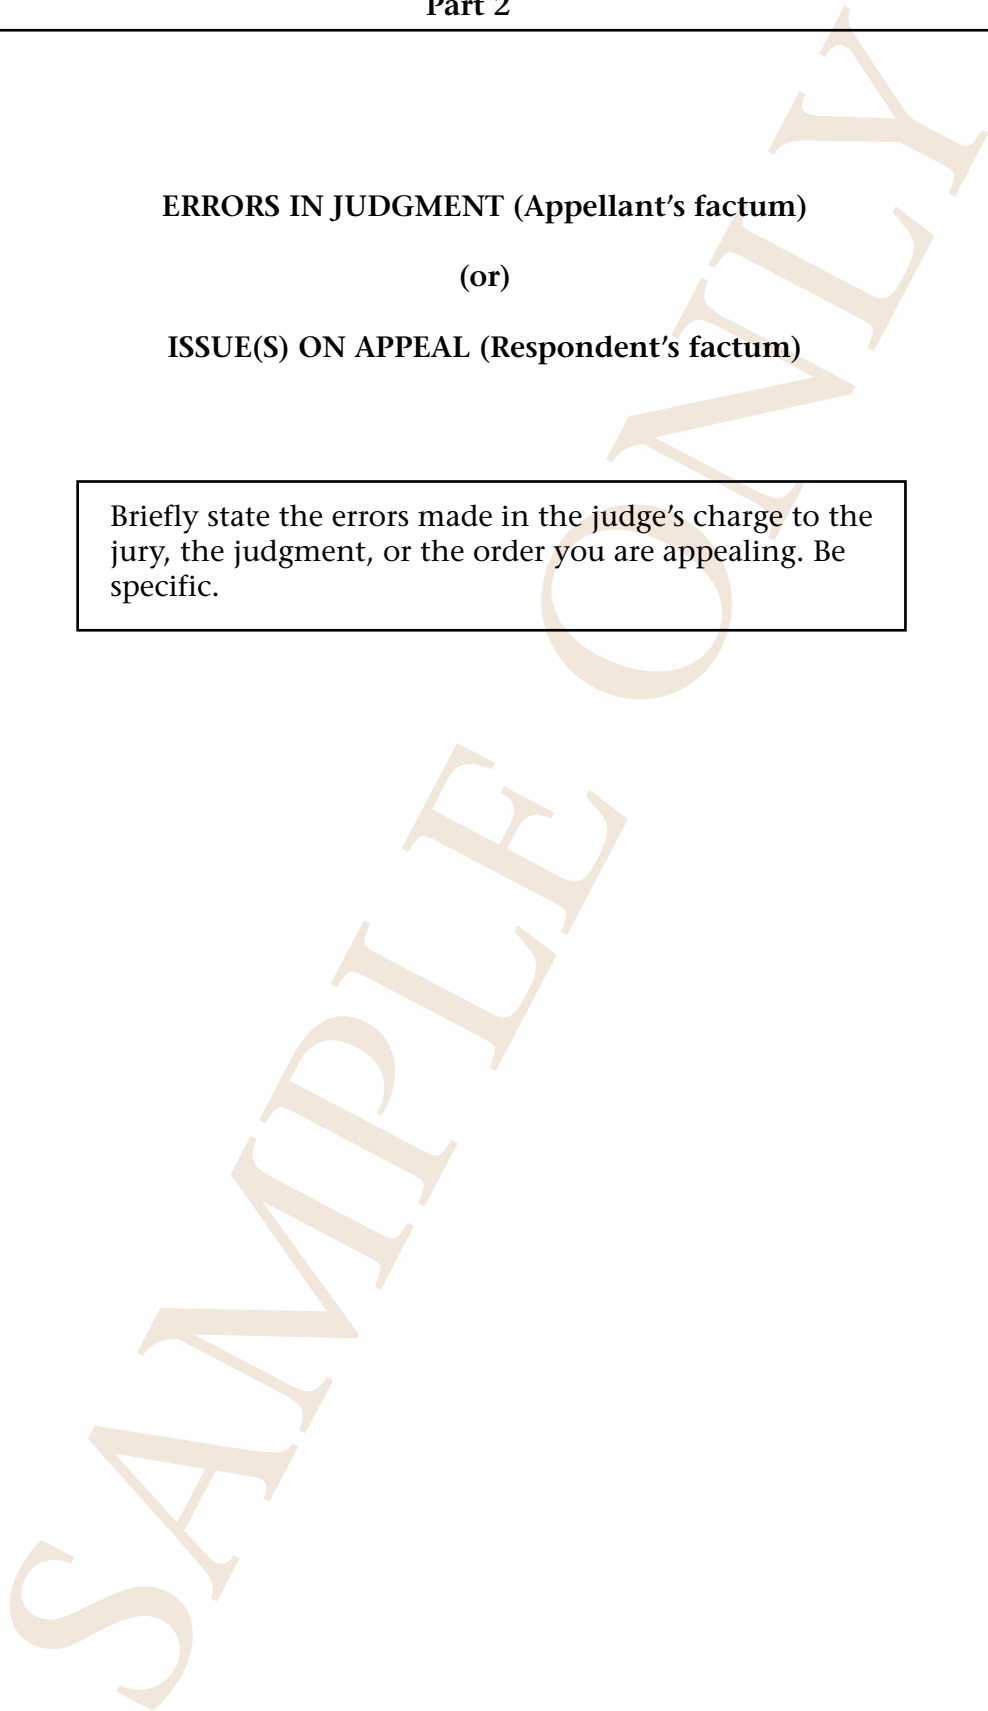 Part 2
ERRORS IN JUDGMENT (Appellant's factum)
(or)
ISSUE(S) ON APPEAL (Respondent's factum)
Briefly state the errors made in the judge's charge to the
jury, the judgment, or the order you are appealing. Be
specific.
SAMPLE ONLY